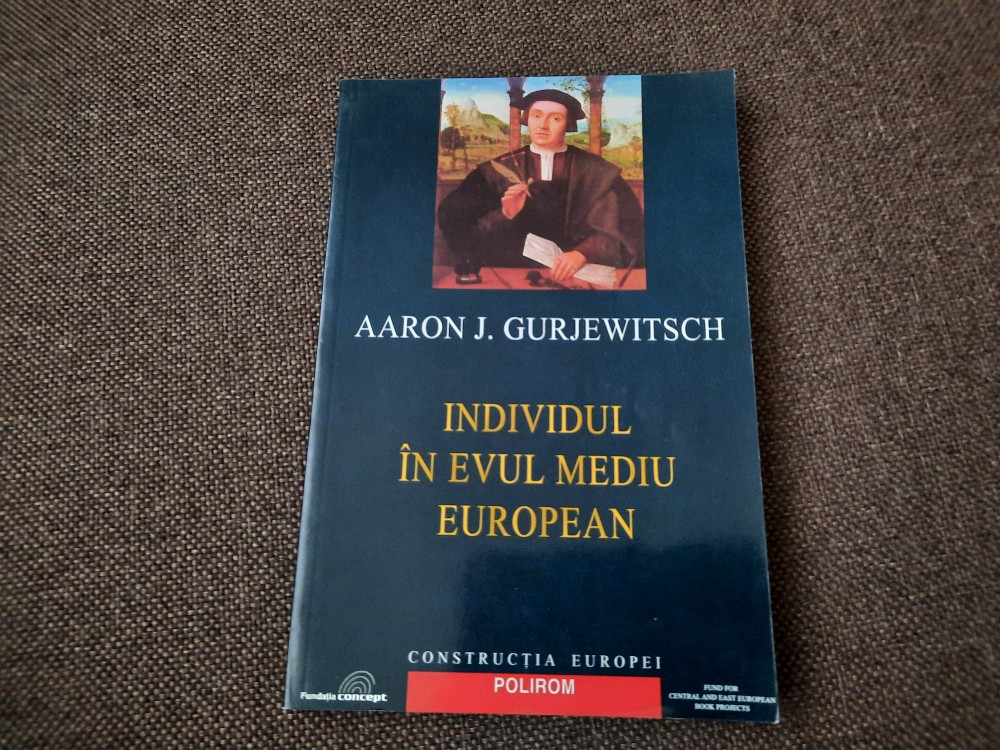 AARON J. GURJEWITSCH
INDIVIDUL
ÎN EVUL MEDIU
EUROPEAN
CONSTRUCȚIA EUROPEI
POLIROM
Fundația concept
FUND FOR
CENTRAL AND EAST EUROPEAN
BOOK PROJECTS